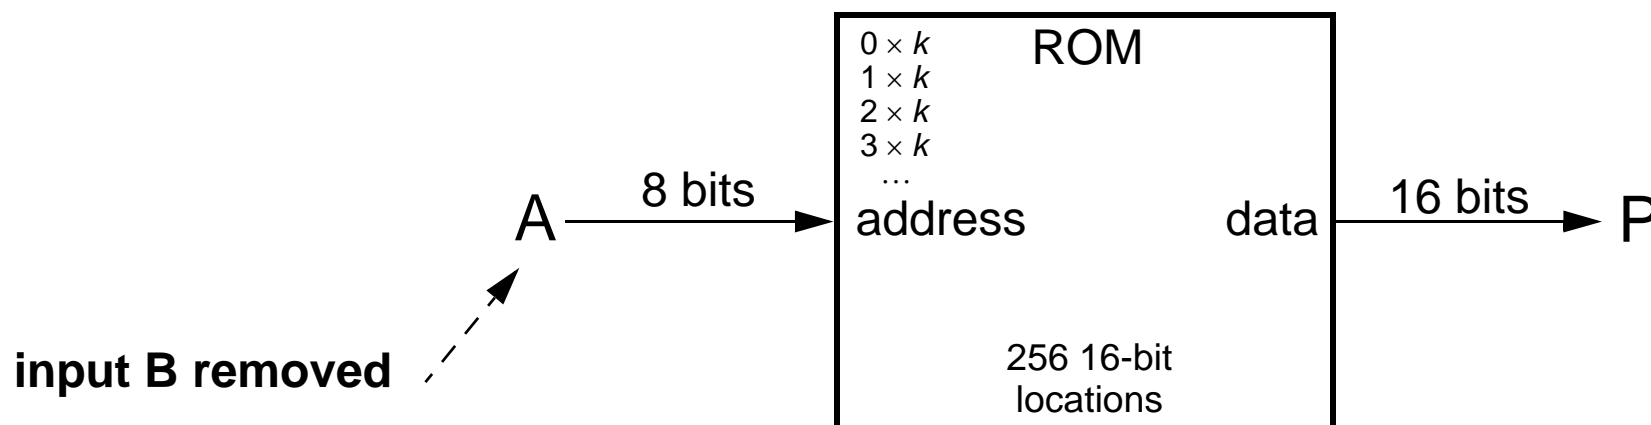 0 × k
ROM
1 × k
2 × k
3 × k
...
A
8 bits
address
data
16 bits
P
input B removed
256 16-bit
locations